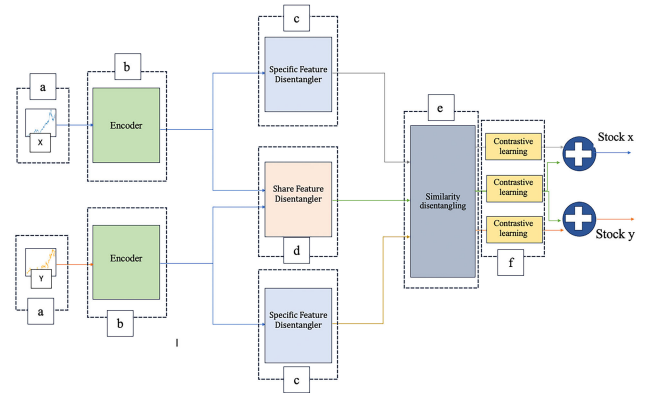 c
b
Specific Feature
Disentangler
a
Encoder
X
e
f
Contrastive
learning
Stock x
Share Feature
Disentangler
Similarity
disentangling
Contrastive
learning
d
Encoder
Y
a
b
Contrastive
learning
Stock y
Specific Feature
Disentangler
c